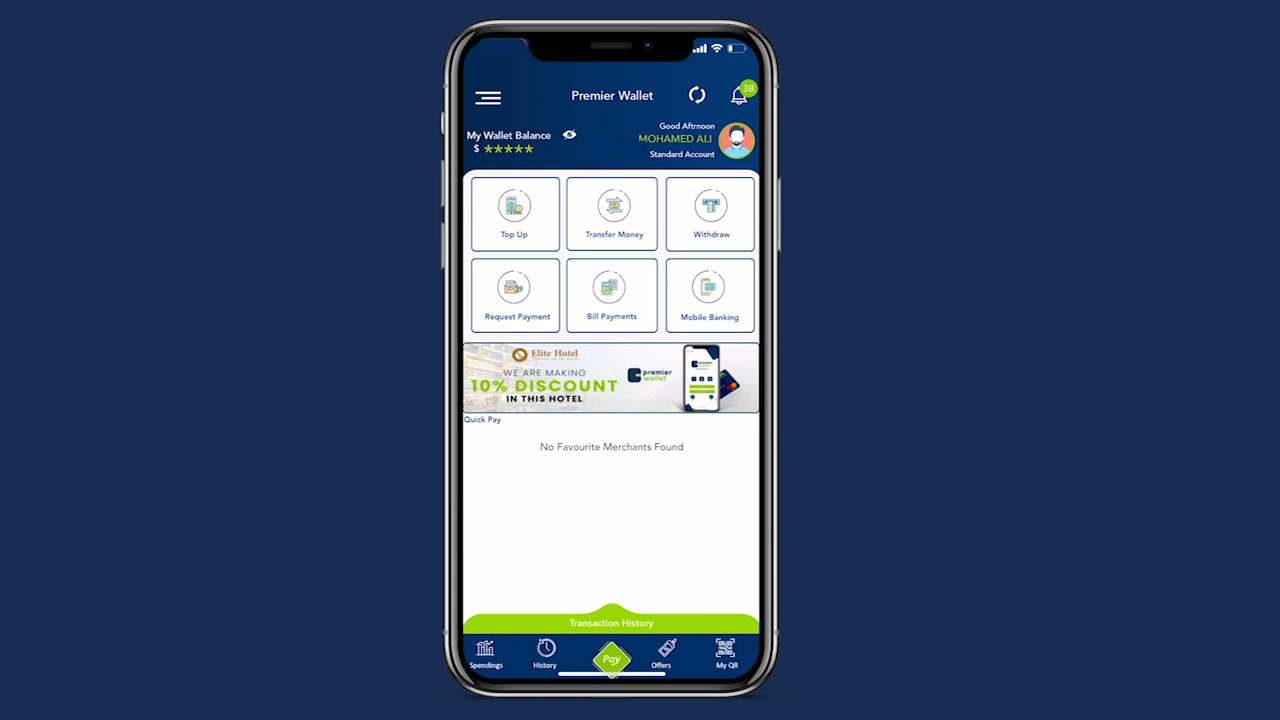 Premier Wallet
38
Good Aftrnoon
My Wallet Balance
MOHAMED ALI
$ *****
Standard Account
Top Up
Transfer Money
Withdraw
Request Payment
Bill Payments
Mobile Banking
Elite Hotel
WE ARE MAKING
10% DISCOUNT
IN THIS HOTEL
premier
wallet
premier
Quick Pay
No Favourite Merchants Found
Transaction History
Spendings
History
Pay
Offers
My QR